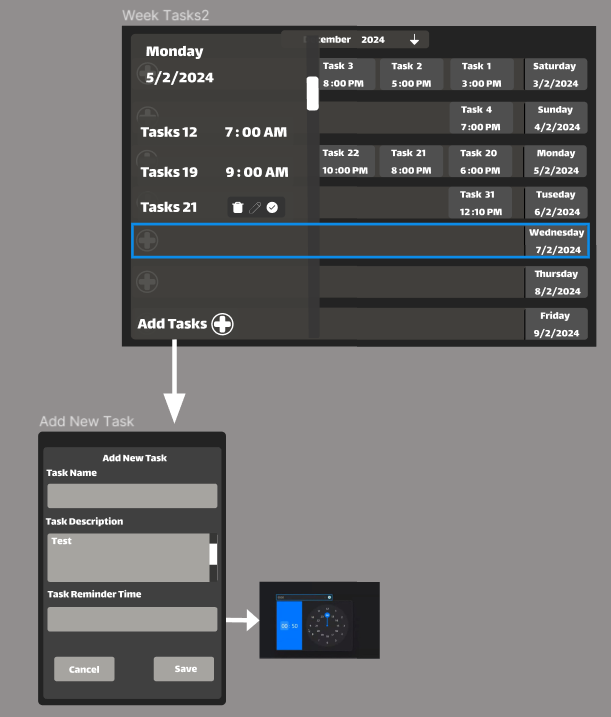 Week Tasks2
cember 2024
Monday
5/2/2024
Tasks 12 7:00 AM
Tasks 19 9:00 AM
Tasks 21
Add Tasks
Task 3 Task 2 Task 1 Saturday
8:00 PM 5:00 PM 3:00 PM 3/2/2024
Task 4 Sunday
7:00 PM 4/2/2024
Task 22 Task 21 Task 20 Monday
10:00 PM 8:00 PM 6:00 PM 5/2/2024
Task 31 Tuseday
12:10 PM 6/2/2024
Wednesday
7/2/2024
Thursday
8/2/2024
Friday
9/2/2024
Add New Task
Add New Task
Task Name
Task Description
Test
Task Reminder Time
Cancel Save
00 50